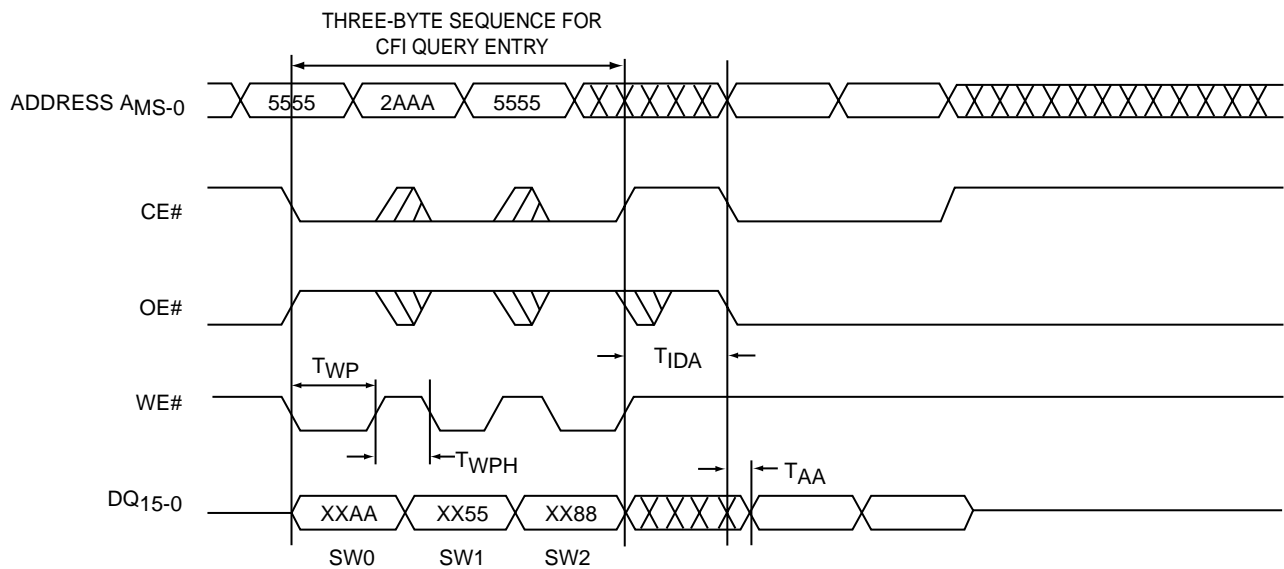 THREE-BYTE SEQUENCE FOR
CFI QUERY ENTRY
ADDRESS AMS-0
5555 2AAA 5555
CE#
OE#
TIDA
TWP
WE#
TWPH
TAA
DQ15-0
XXAA XX55 XX88
SW0 SW1 SW2